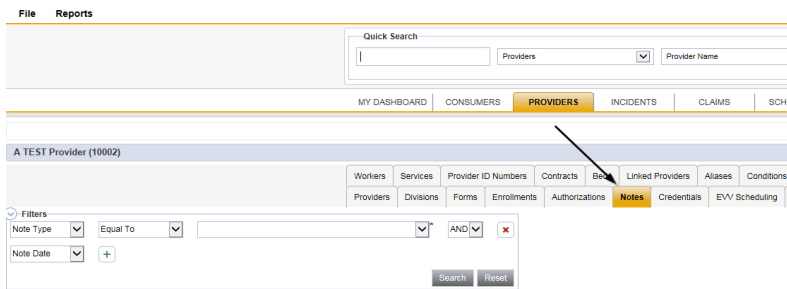 File Reports
Quick Search
Providers Provider Name
MY DASHBOARD CONSUMERS PROVIDERS INCIDENTS CLAIMS SCH
A TEST Provider (10002)
Workers Services Provider ID Numbers Contracts Linked Providers Aliases Conditions
Providers Divisions Forms Enrollments Authorizations Notes Credentials EVV Scheduling
Filters
Note Type Equal To * AND
Note Date
Search Reset